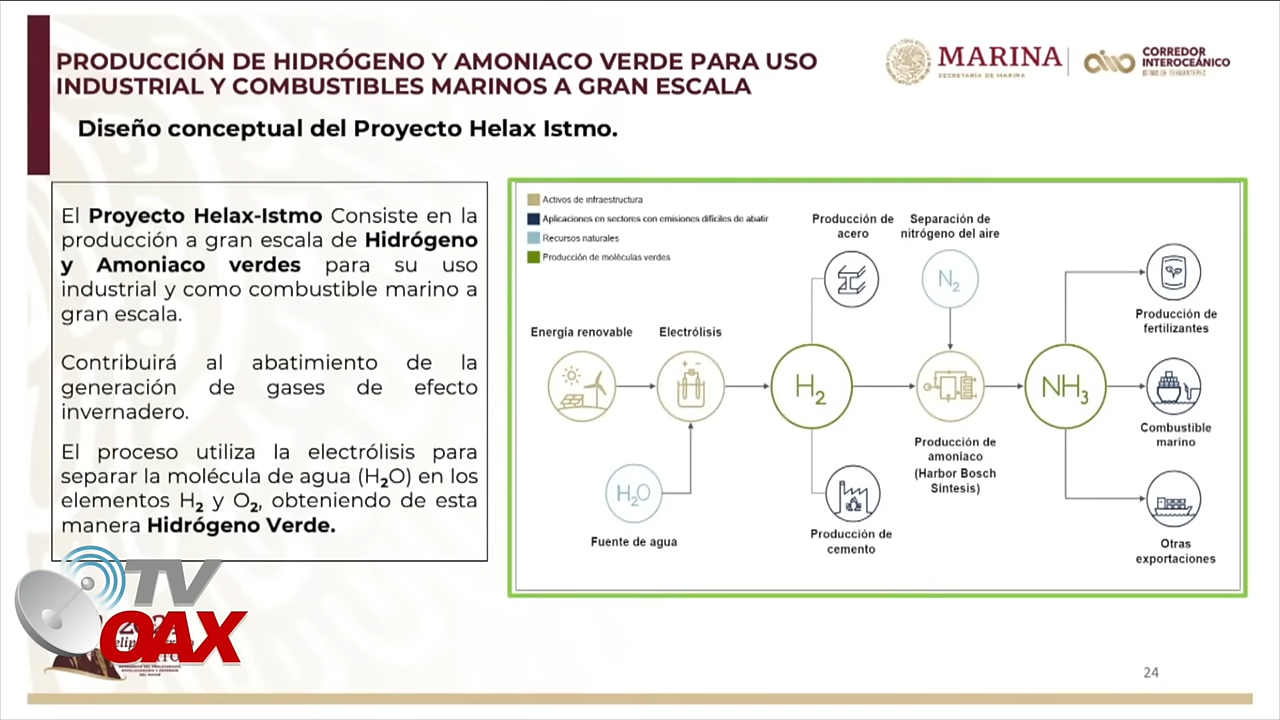 PRODUCCIÓN DE HIDRÓGENO Y AMONIACO VERDE PARA USO
INDUSTRIAL Y COMBUSTIBLES MARINOS A GRAN ESCALA
MARINA
SECRETARÍA DE MARINA
CORREDOR
INTEROCEÁNICO
ISTMO DE TEHUANTEPEC
Diseño conceptual del Proyecto Helax Istmo.
El Proyecto Helax-Istmo Consiste en la
producción a gran escala de Hidrógeno
y Amoniaco verdes para su uso
industrial y como combustible marino a
gran escala.
Contribuirá al abatimiento de la
generación de gases de efecto
invernadero.
El proceso utiliza la electrólisis para
separar la molécula de agua (H₂O) en los
elementos H₂ y O₂, obteniendo de esta
manera Hidrógeno Verde.
Activos de infraestructura
Aplicaciones en sectores con emisiones difíciles de abatir
Recursos naturales
Producción de moléculas verdes
Producción de
acero
Separación de
nitrógeno del aire
N₂
Energía renovable
Electrólisis
H₂
NH₃
H₂O
Fuente de agua
Producción de
cemento
Producción de
amoniaco
(Harbor Bosch
Sintesis)
Producción de
fertilizantes
Combustible
marino
Otras
exportaciones
TV
OAX
24